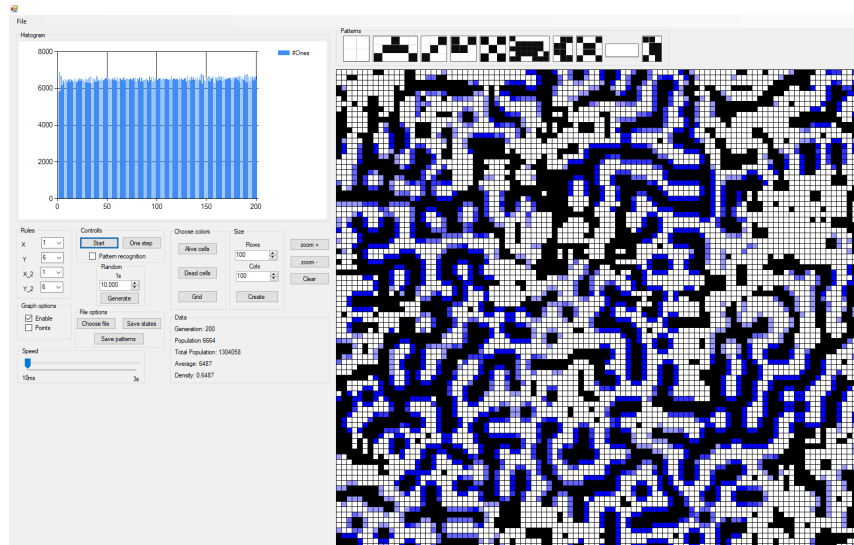 File
Histogram
8000
6000
4000
2000
0
0 50 100 150 200
#Ones
Patterns
Rules
X 1
Y 6
X_2 1
Y_2 6
Controlls
Start One step
Pattern recognition
Random
1s
10.000
Generate
Choose colors
Alive cells
Dead cells
Grid
Size
Rows
100
Cols
100
Create
zoom +
zoom -
Clear
Graph options
Enable
Points
File options
Choose file Save states
Save patterns
Data
Generation: 200
Population 6664
Total Population: 1304058
Average: 6487
Density: 0.6487
Speed
10ms 3s